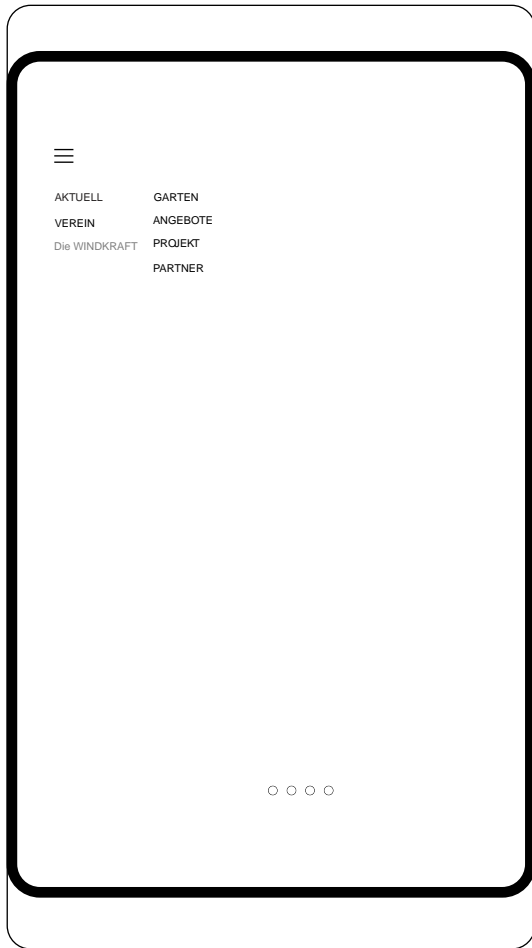 AKTUELL
VEREIN
Die WINDKRAFT
GARTEN
ANGEBOTE
PROJEKT
PARTNER